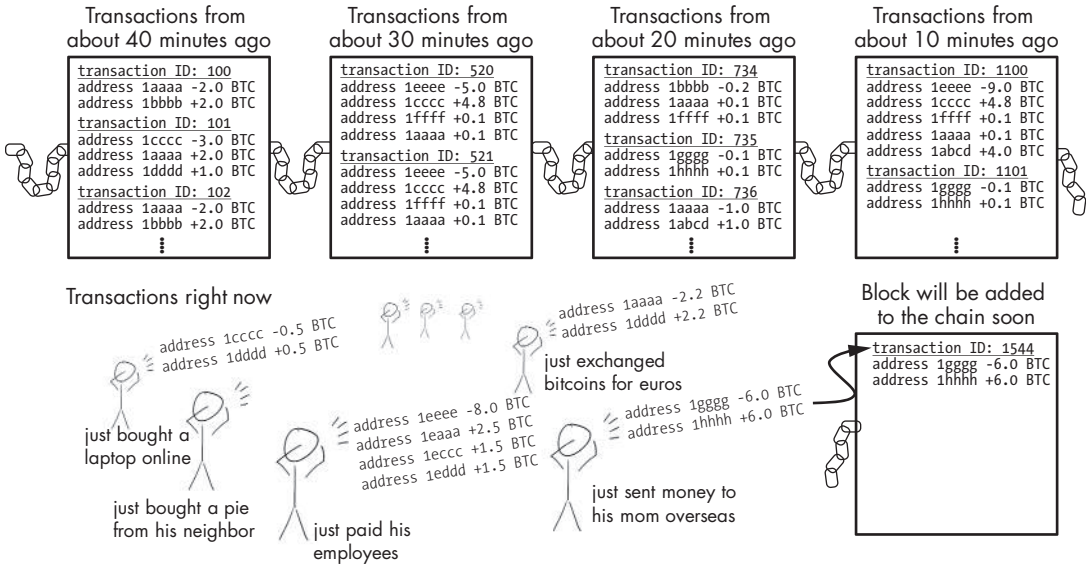 Transactions from
about 40 minutes ago
transaction ID: 100
address 1aaaa -2.0 BTC
address 1bbbb +2.0 BTC
transaction ID: 101
address 1cccc -3.0 BTC
address 1aaaa +2.0 BTC
address 1dddd +1.0 BTC
transaction ID: 102
address 1aaaa -2.0 BTC
address 1bbbb +2.0 BTC
Transactions from
about 30 minutes ago
transaction ID: 520
address 1eeee -5.0 BTC
address 1cccc +4.8 BTC
address 1ffff +0.1 BTC
address 1aaaa +0.1 BTC
transaction ID: 521
address 1eeee -5.0 BTC
address 1cccc +4.8 BTC
address 1ffff +0.1 BTC
address 1aaaa +0.1 BTC
Transactions from
about 20 minutes ago
transaction ID: 734
address 1bbbb -0.2 BTC
address 1aaaa +0.1 BTC
address 1ffff +0.1 BTC
transaction ID: 735
address 1gggg -0.1 BTC
address 1hhhh +0.1 BTC
transaction ID: 736
address 1aaaa -1.0 BTC
address 1abcd +1.0 BTC
Transactions from
about 10 minutes ago
transaction ID: 1100
address 1eeee -9.0 BTC
address 1cccc +4.8 BTC
address 1ffff +0.1 BTC
address 1aaaa +0.1 BTC
address 1abcd +4.0 BTC
transaction ID: 1101
address 1gggg -0.1 BTC
address 1hhhh +0.1 BTC
Transactions right now
address 1cccc -0.5 BTC
address 1dddd +0.5 BTC
just bought a
laptop online
just bought a pie
from his neighbor
address 1eeee -8.0 BTC
address 1eaaa +2.5 BTC
address 1eccc +1.5 BTC
address 1eddd +1.5 BTC
just paid his
employees
address 1aaaa -2.2 BTC
address 1dddd +2.2 BTC
just exchanged
bitcoins for euros
address 1gggg -6.0 BTC
address 1hhhh +6.0 BTC
just sent money to
his mom overseas
Block will be added
to the chain soon
transaction ID: 1544
address 1gggg -6.0 BTC
address 1hhhh +6.0 BTC